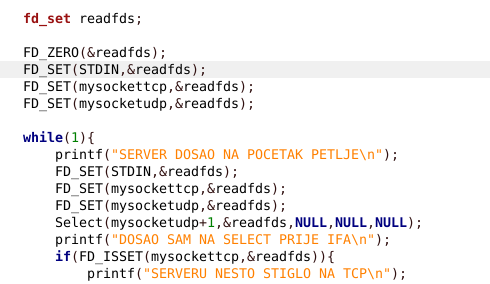 fd_set readfds;

FD_ZERO(&readfds);
FD_SET(STDIN,&readfds);
FD_SET(mysockettcp,&readfds);
FD_SET(mysocketudp,&readfds);

while(1){
    printf("SERVER DOSAO NA POCETAK PETLJE\n");
    FD_SET(STDIN,&readfds);
    FD_SET(mysockettcp,&readfds);
    FD_SET(mysocketudp,&readfds);
    Select(mysocketudp+1,&readfds,NULL,NULL,NULL);
    printf("DOSAO SAM NA SELECT PRIJE IFA\n");
    if(FD_ISSET(mysockettcp,&readfds)){
        printf("SERVERU NESTO STIGLO NA TCP\n");